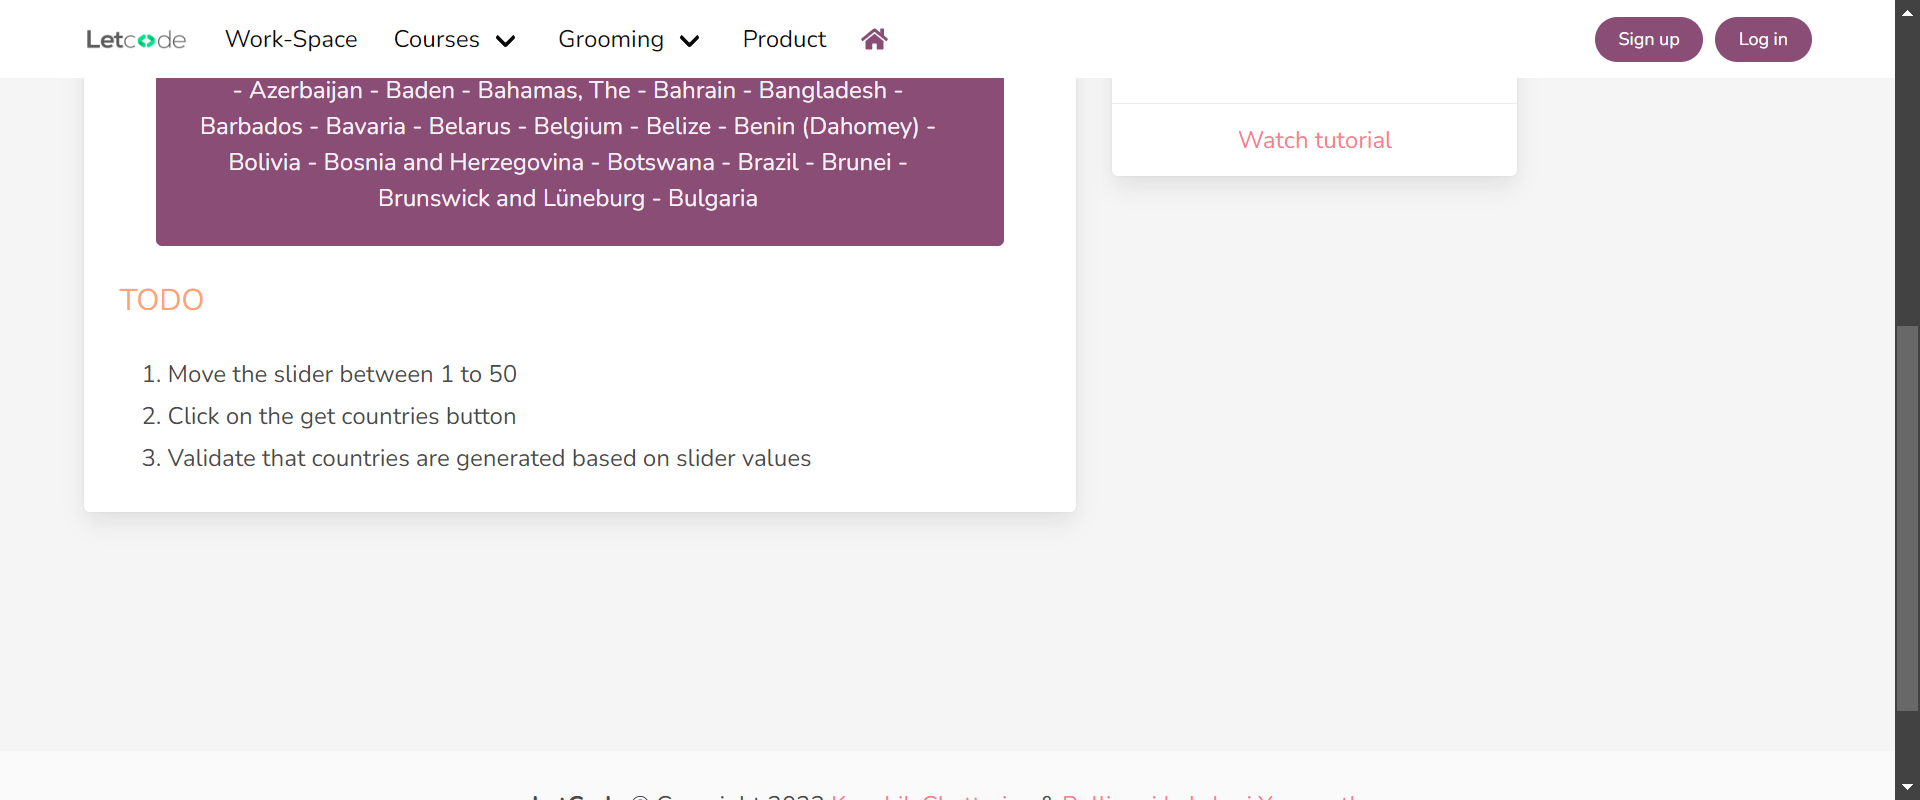 Letcode Work-Space Courses Grooming Product Sign up Log in
- Azerbaijan - Baden - Bahamas, The - Bahrain - Bangladesh -
Barbados - Bavaria - Belarus - Belgium - Belize - Benin (Dahomey) -
Bolivia - Bosnia and Herzegovina - Botswana - Brazil - Brunei -
Brunswick and Lüneburg - Bulgaria
Watch tutorial
TODO
1. Move the slider between 1 to 50
2. Click on the get countries button
3. Validate that countries are generated based on slider values
LetCode © Copyright 2022 &